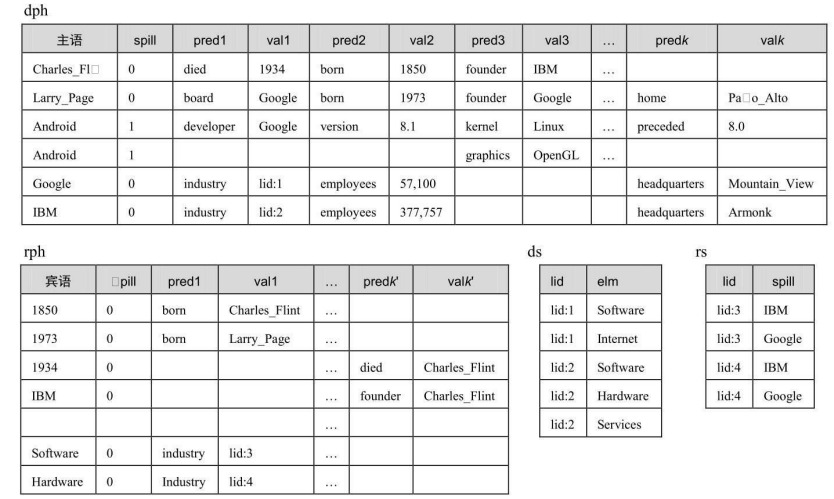 dph
主语 spill pred1 val1 pred2 val2 pred3 val3 … predk valk
Charles_Fl□ 0 died 1934 born 1850 founder IBM …
Larry_Page 0 board Google born 1973 founder Google … home Pa□o_Alto
Android 1 developer Google version 8.1 kernel Linux … preceded 8.0
Android 1 graphics OpenGL …
Google 0 industry lid:1 employees 57,100 headquarters Mountain_View
IBM 0 industry lid:2 employees 377,757 headquarters Armonk
rph
宾语 □pill pred1 val1 … predk' valk'
1850 0 born Charles_Flint …
1973 0 born Larry_Page …
1934 0 … died Charles_Flint
IBM 0 … founder Charles_Flint
…
Software 0 industry lid:3 …
Hardware 0 Industry lid:4 …
ds
lid elm
lid:1 Software
lid:1 Internet
lid:2 Software
lid:2 Hardware
lid:2 Services
rs
lid spill
lid:3 IBM
lid:3 Google
lid:4 IBM
lid:4 Google